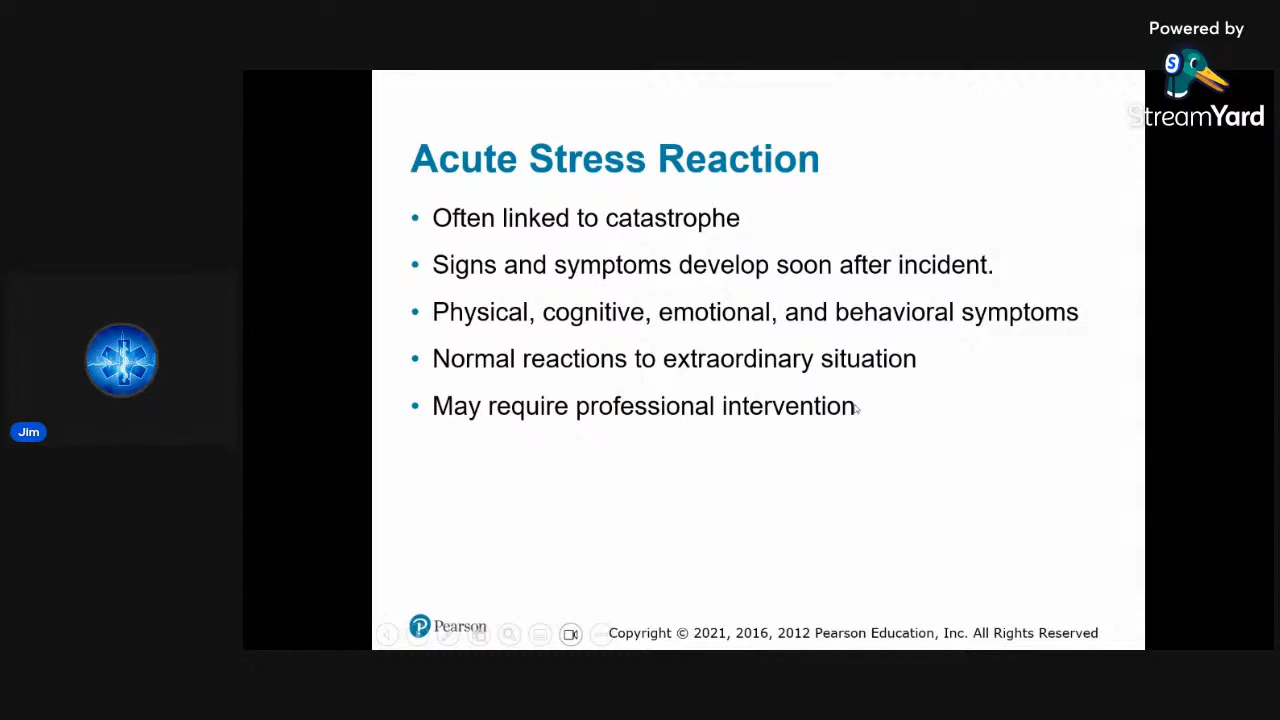 Powered by
StreamYard
Acute Stress Reaction
• Often linked to catastrophe
• Signs and symptoms develop soon after incident.
• Physical, cognitive, emotional, and behavioral symptoms
• Normal reactions to extraordinary situation
• May require professional intervention
Jim
Pearson
Copyright © 2021, 2016, 2012 Pearson Education, Inc. All Rights Reserved